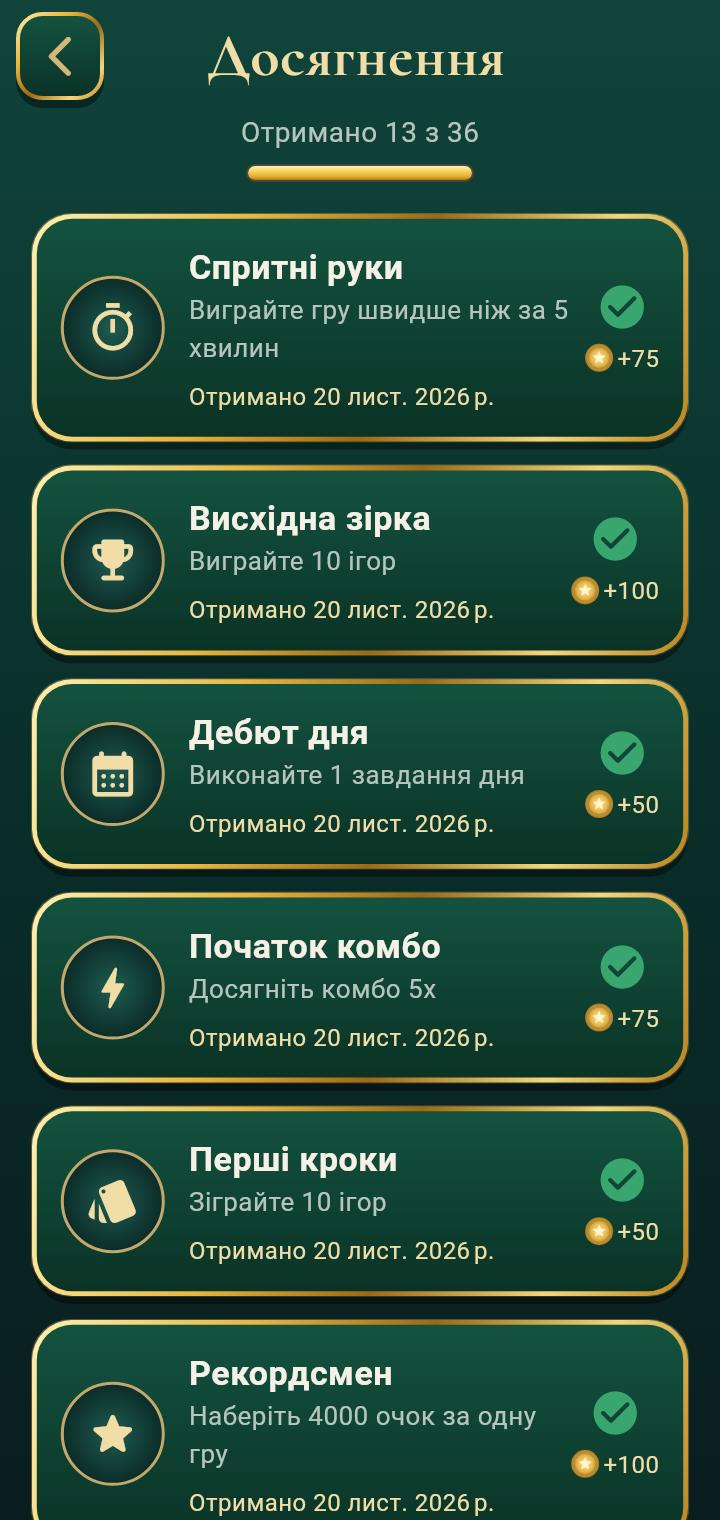 Досягнення
Отримано 13 з 36
Спритні руки
Виграйте гру швидше ніж за 5
хвилин
Отримано 20 лист. 2026 р.
+75
Висхідна зірка
Виграйте 10 ігор
Отримано 20 лист. 2026 р.
+100
Дебют дня
Виконайте 1 завдання дня
Отримано 20 лист. 2026 р.
+50
Початок комбо
Досягніть комбо 5x
Отримано 20 лист. 2026 р.
+75
Перші кроки
Зіграйте 10 ігор
Отримано 20 лист. 2026 р.
+50
Рекордсмен
Наберіть 4000 очок за одну
гру
Отримано 20 лист. 2026 р.
+100